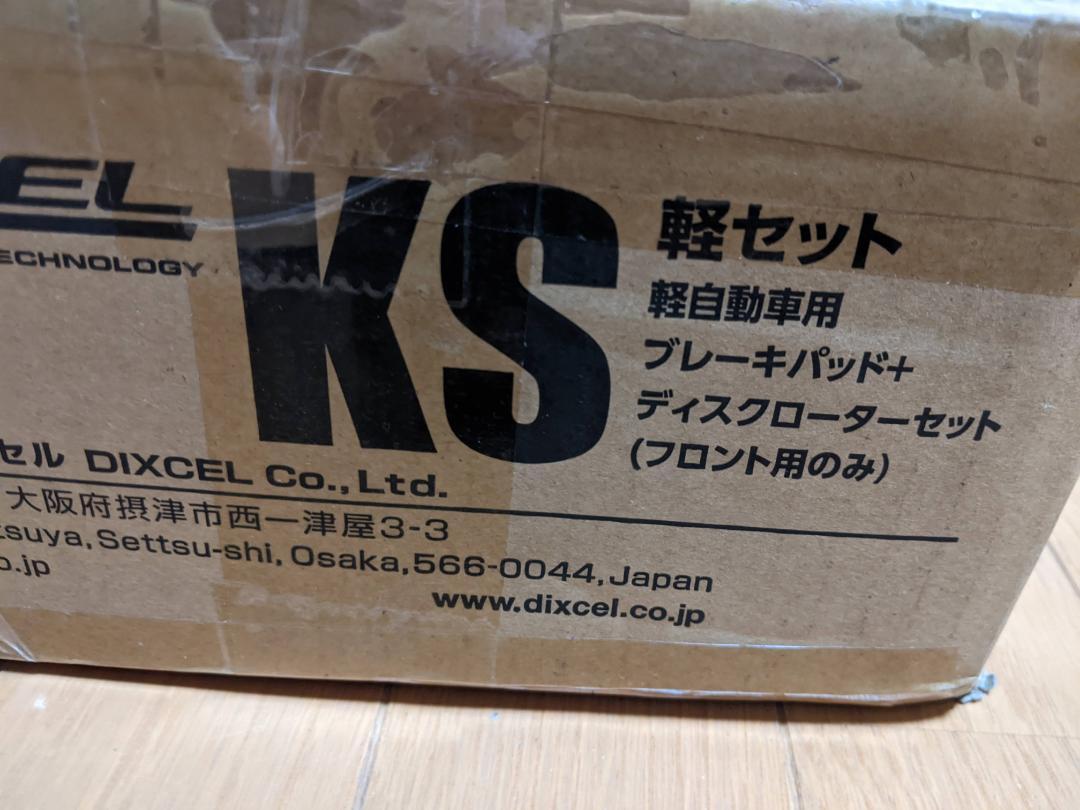 EL
ECHNOLOGY
KS
軽セット
軽自動車用
ブレーキパッド+
ディスクローターセット
(フロント用のみ)
セル DIXCEL Co., Ltd.
大阪府摂津市西一津屋3-3
tsuya, Settsu-shi, Osaka, 566-0044, Japan
o.jp
www.dixcel.co.jp